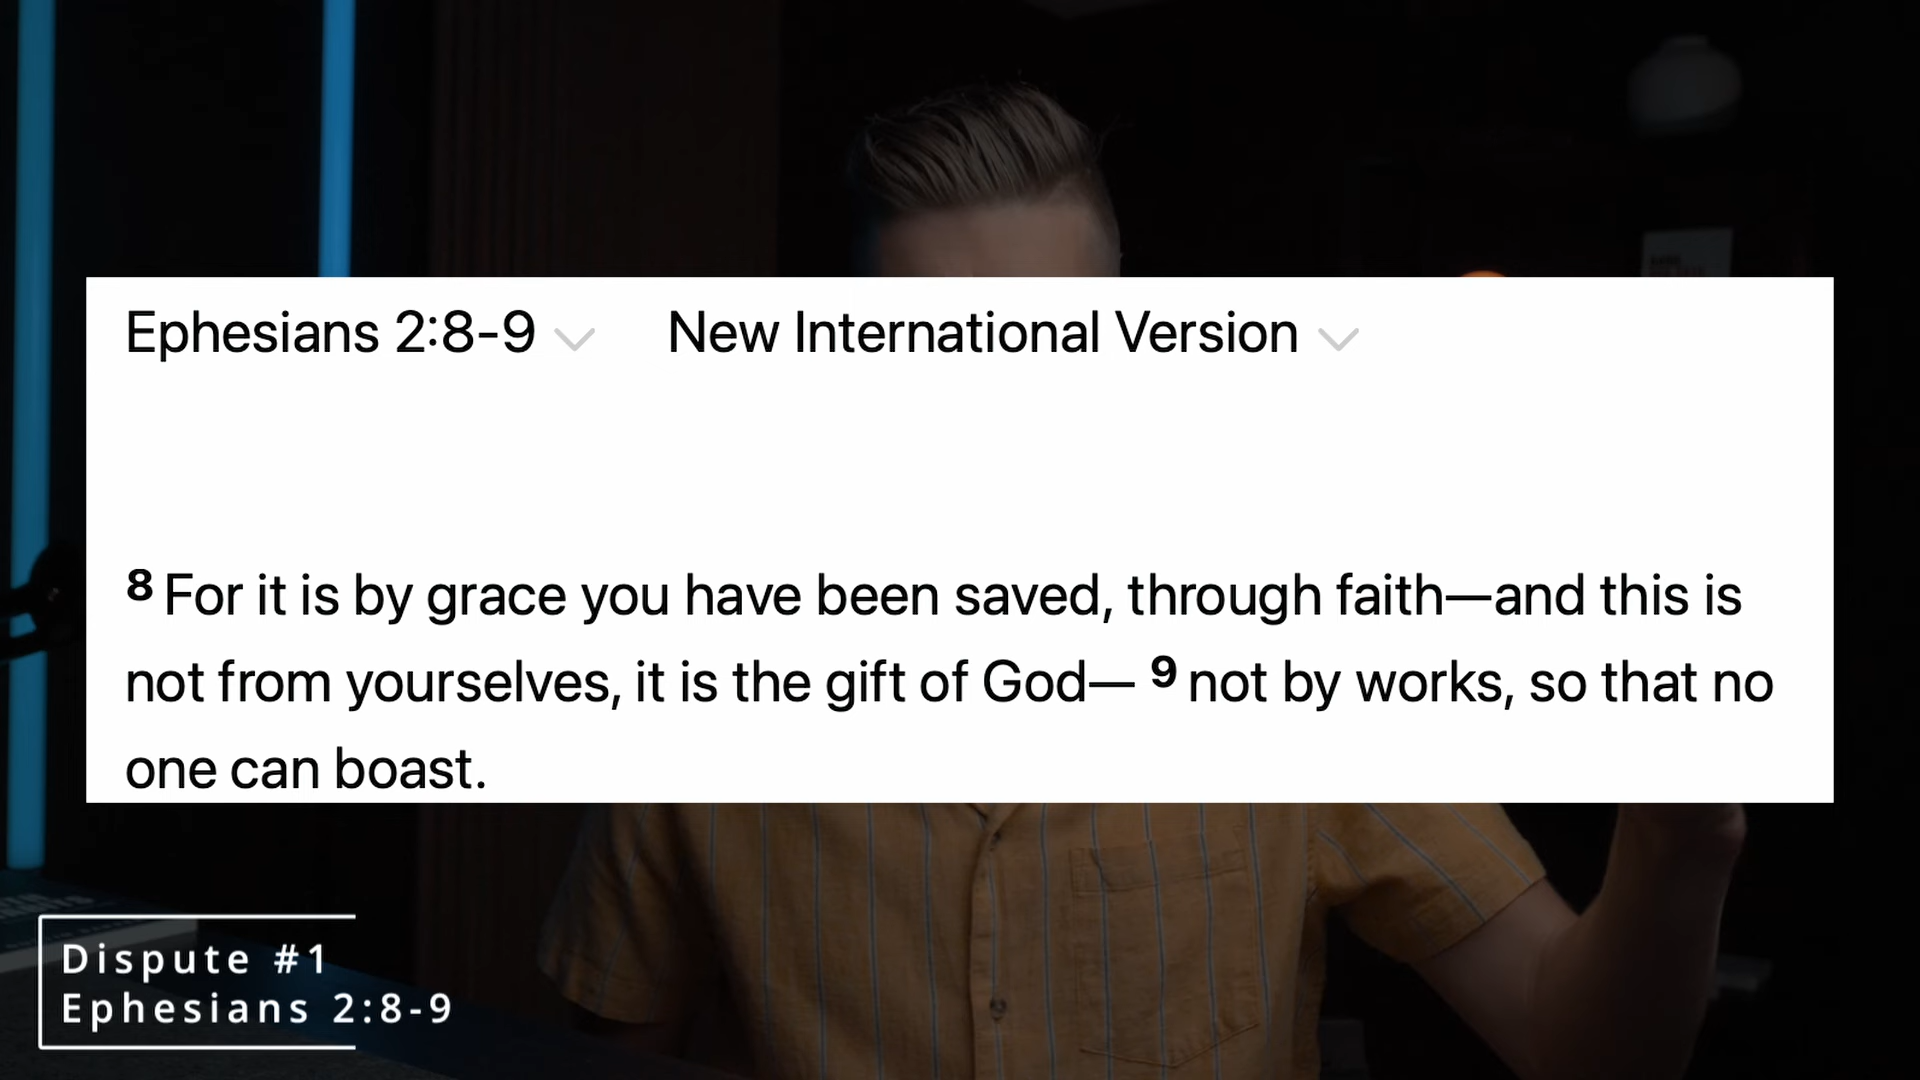 Ephesians 2:8-9 New International Version
8 For it is by grace you have been saved, through faith—and this is
not from yourselves, it is the gift of God— 9 not by works, so that no
one can boast.
Dispute #1
Ephesians 2:8-9